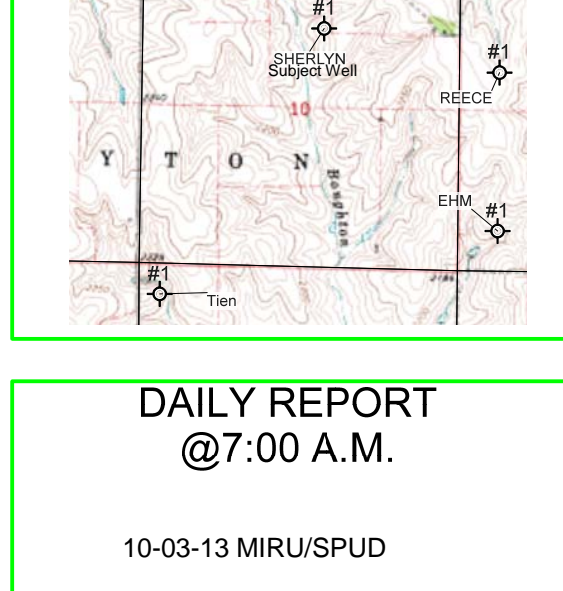 #1
SHERLYN
Subject Well
#1
REECE
10
Y T O N
Houghton
EHM
#1
#1
Tien
DAILY REPORT
@7:00 A.M.
10-03-13 MIRU/SPUD